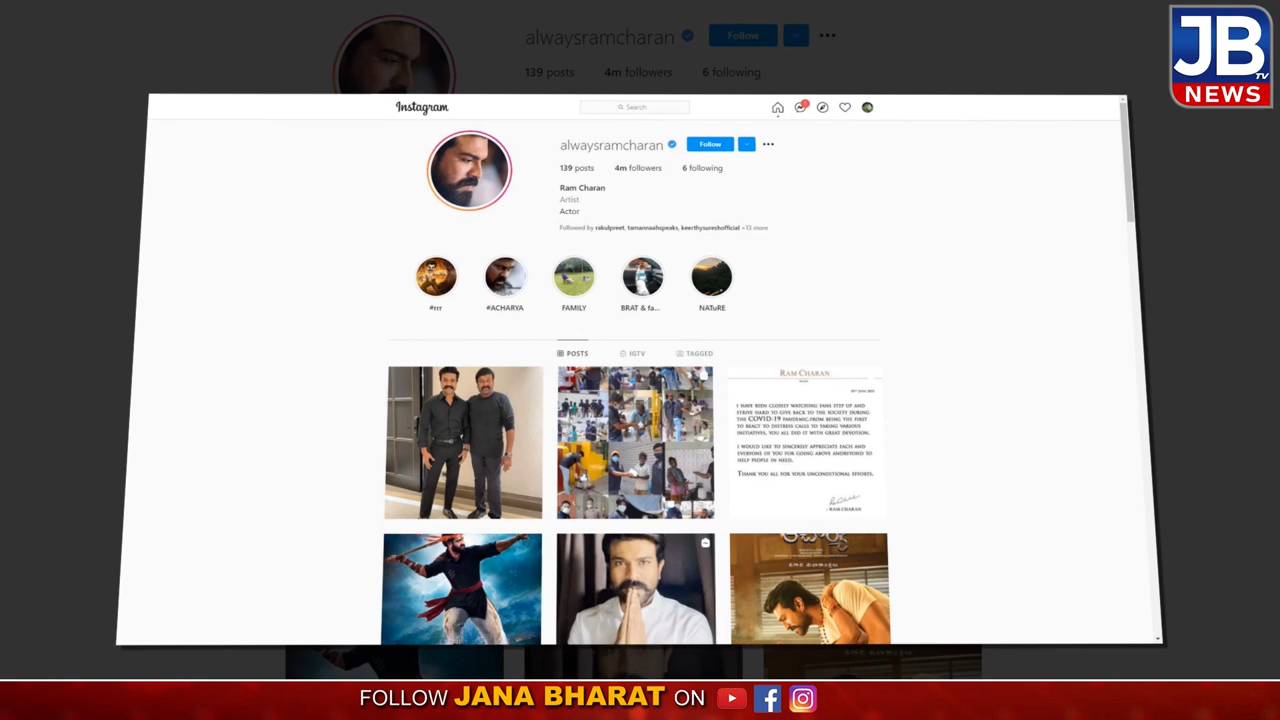 alwaysramcharan Follow
139 posts 4m followers 6 following
JB TV
NEWS
Instagram Search
alwaysramcharan Follow
139 posts 4m followers 6 following
Ram Charan
Artist
Actor
Followed by rakulpreet, tamannaahspeaks, keerthysureshofficial +13 more
#rrr #ACHARYA FAMILY BRAT & fa... NATuRE
POSTS IGTV TAGGED
RAM CHARAN
I HAVE BEEN CLOSELY WATCHING FANS STEP UP AND
STRIVE HARD TO GIVE BACK TO THE SOCIETY DURING
THE COVID-19 PANDEMIC.FROM BEING THE FIRST
TO REACT TO DISTRESS CALLS TO TAKING VARIOUS
INITIATIVES, YOU ALL DID IT WITH GREAT DEVOTION.
I WOULD LIKE TO SINCERELY APPRECIATE EACH AND
EVERYONE OF YOU FOR GOING ABOVE ANDBEYOND TO
HELP PEOPLE IN NEED.
THANK YOU ALL FOR YOUR UNCONDITIONAL EFFORTS.
- RAM CHARAN
FOLLOW JANA BHARAT ON